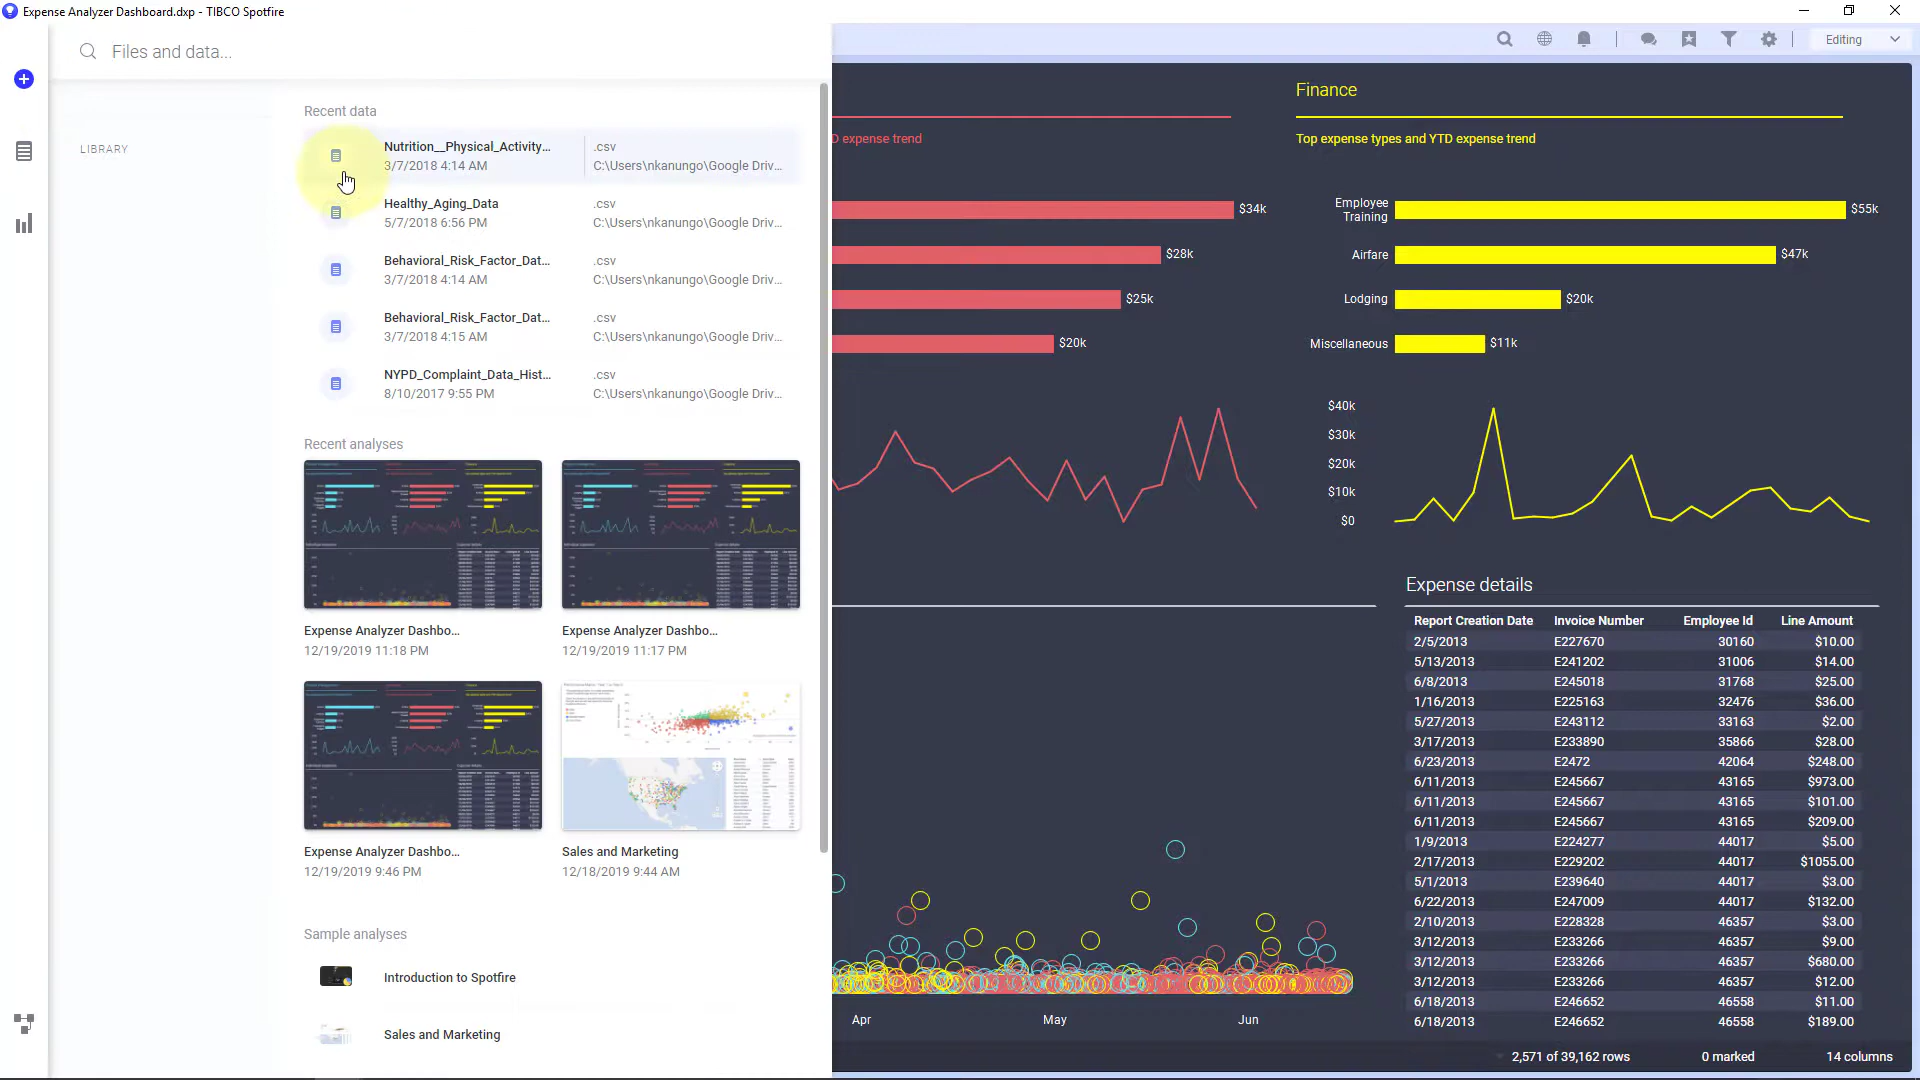 Expense Analyzer Dashboard.dxp - TIBCO Spotfire
Files and data...
Editing
LIBRARY
Recent data
Nutrition__Physical_Activity...
.csv
3/7/2018 4:14 AM
C:\Users\nkanungo\Google Driv...
Healthy_Aging_Data
.csv
5/7/2018 6:56 PM
C:\Users\nkanungo\Google Driv...
Behavioral_Risk_Factor_Dat...
.csv
3/7/2018 4:14 AM
C:\Users\nkanungo\Google Driv...
Behavioral_Risk_Factor_Dat...
.csv
3/7/2018 4:15 AM
C:\Users\nkanungo\Google Driv...
NYPD_Complaint_Data_Hist...
.csv
8/10/2017 9:55 PM
C:\Users\nkanungo\Google Driv...
Recent analyses
Expense Analyzer Dashbo...
12/19/2019 11:18 PM
Expense Analyzer Dashbo...
12/19/2019 11:17 PM
Expense Analyzer Dashbo...
12/19/2019 9:46 PM
Sales and Marketing
12/18/2019 9:44 AM
Sample analyses
Introduction to Spotfire
Sales and Marketing
D expense trend
$34k
$28k
$25k
$20k
Finance
Top expense types and YTD expense trend
Employee
Training
$55k
Airfare
$47k
Lodging
$20k
Miscellaneous
$11k
$40k
$30k
$20k
$10k
$0
Apr
May
Jun
Expense details
Report Creation Date Invoice Number Employee Id Line Amount
2/5/2013 E227670 30160 $10.00
5/13/2013 E241202 31006 $14.00
6/8/2013 E245018 31768 $25.00
1/16/2013 E225163 32476 $36.00
5/27/2013 E243112 33163 $2.00
3/17/2013 E233890 35866 $28.00
6/23/2013 E2472 42064 $248.00
6/11/2013 E245667 43165 $973.00
6/11/2013 E245667 43165 $101.00
6/11/2013 E245667 43165 $209.00
1/9/2013 E224277 44017 $5.00
2/17/2013 E229202 44017 $1055.00
5/1/2013 E239640 44017 $3.00
6/22/2013 E247009 44017 $132.00
2/10/2013 E228328 46357 $3.00
3/12/2013 E233266 46357 $9.00
3/12/2013 E233266 46357 $680.00
3/12/2013 E233266 46357 $12.00
6/18/2013 E246652 46558 $11.00
6/18/2013 E246652 46558 $189.00
2,571 of 39,162 rows 0 marked 14 columns